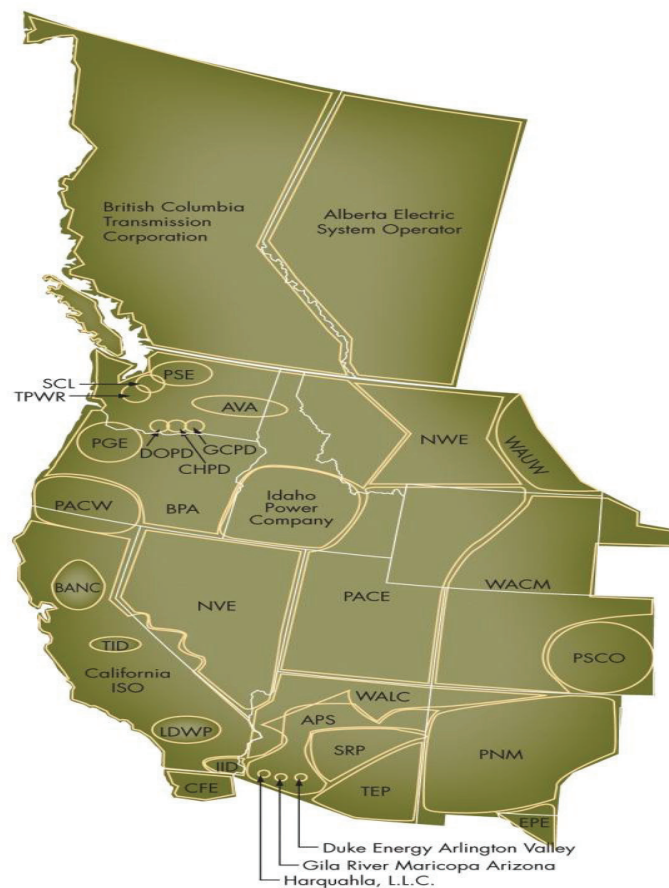 British Columbia
Transmission
Corporation
Alberta Electric
System Operator
SCL
TPWR
PSE
AVA
PGE
DOPD
CHPD
GCPD
NWE
WAUW
PACW
BPA
Idaho
Power
Company
BANC
NVE
PACE
WACM
TID
California
ISO
PSCO
WALC
LDWP
APS
SRP
PNM
IID
CFE
TEP
EPE
Duke Energy Arlington Valley
Gila River Maricopa Arizona
Harquahla, L.L.C.